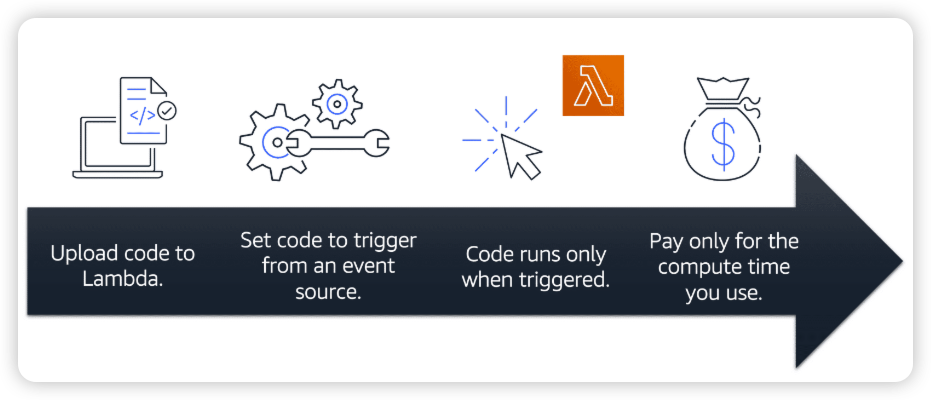 </>
$
Upload code to
Lambda.
Set code to trigger
from an event
source.
Code runs only
when triggered.
Pay only for the
compute time
you use.